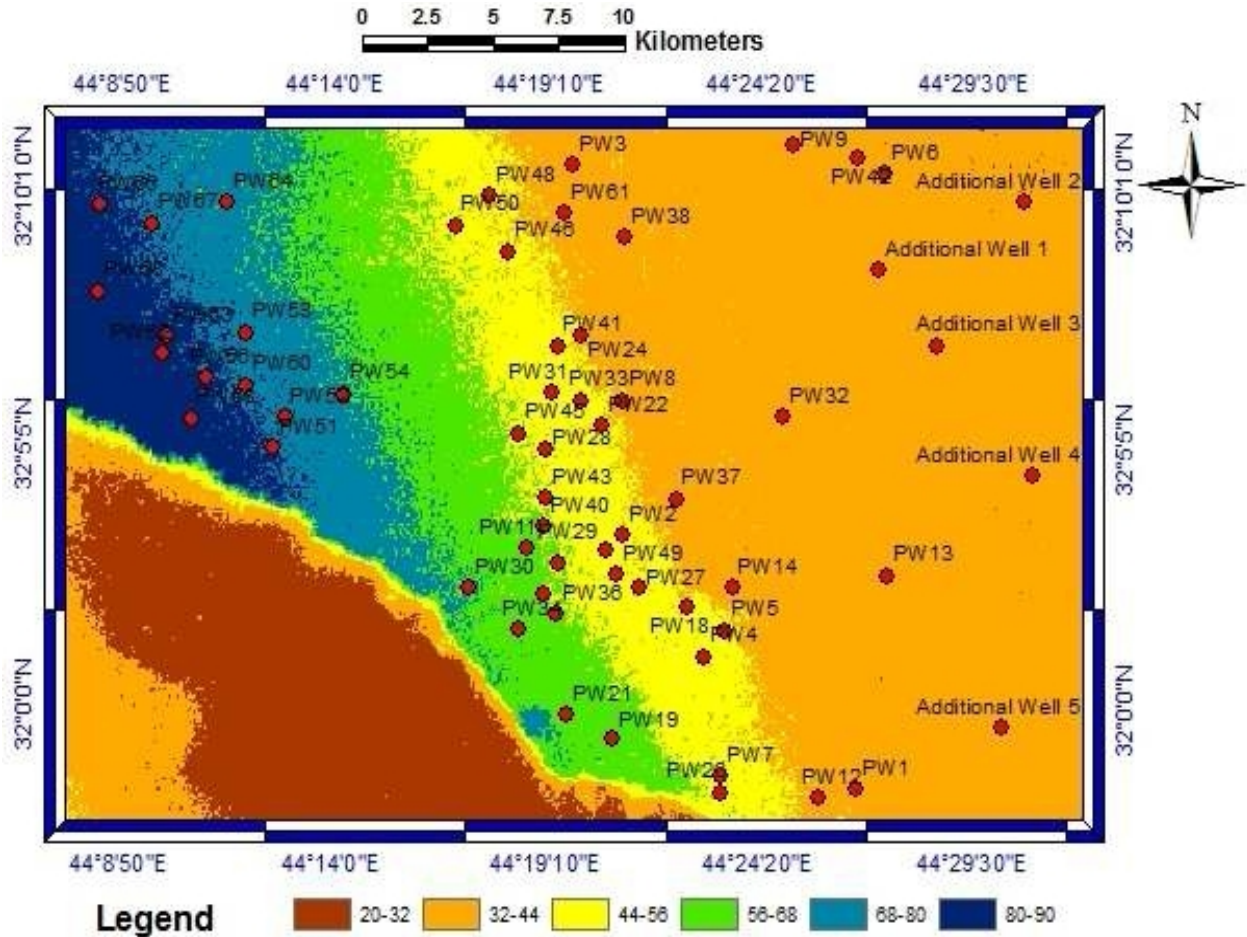 0 2.5 5 7.5 10
Kilometers
44°8'50"E 44°14'0"E 44°19'10"E 44°24'20"E 44°29'30"E
N
32°10'10"N 32°10'10"N
PW3 PW9 PW6
PW48 PW42 Additional Well 2
PW64 PW67 PW50 PW61
PW46 PW38
Additional Well 1
PW53 PW41 Additional Well 3
PW24
PW60 PW54 PW31 PW33 PW8
PW45 PW22 PW32
PW51 PW28
32°5'5"N 32°5'5"N
Additional Well 4
PW43 PW37
PW40
PW11 PW29 PW2
PW30 PW49 PW13
PW36 PW27 PW14
PW34 PW18 PW5
PW4
PW21
PW19 Additional Well 5
32°0'0"N 32°0'0"N
PW7
PW12 PW1
44°8'50"E 44°14'0"E 44°19'10"E 44°24'20"E 44°29'30"E
Legend 20-32 32-44 44-56 56-68 68-80 80-90